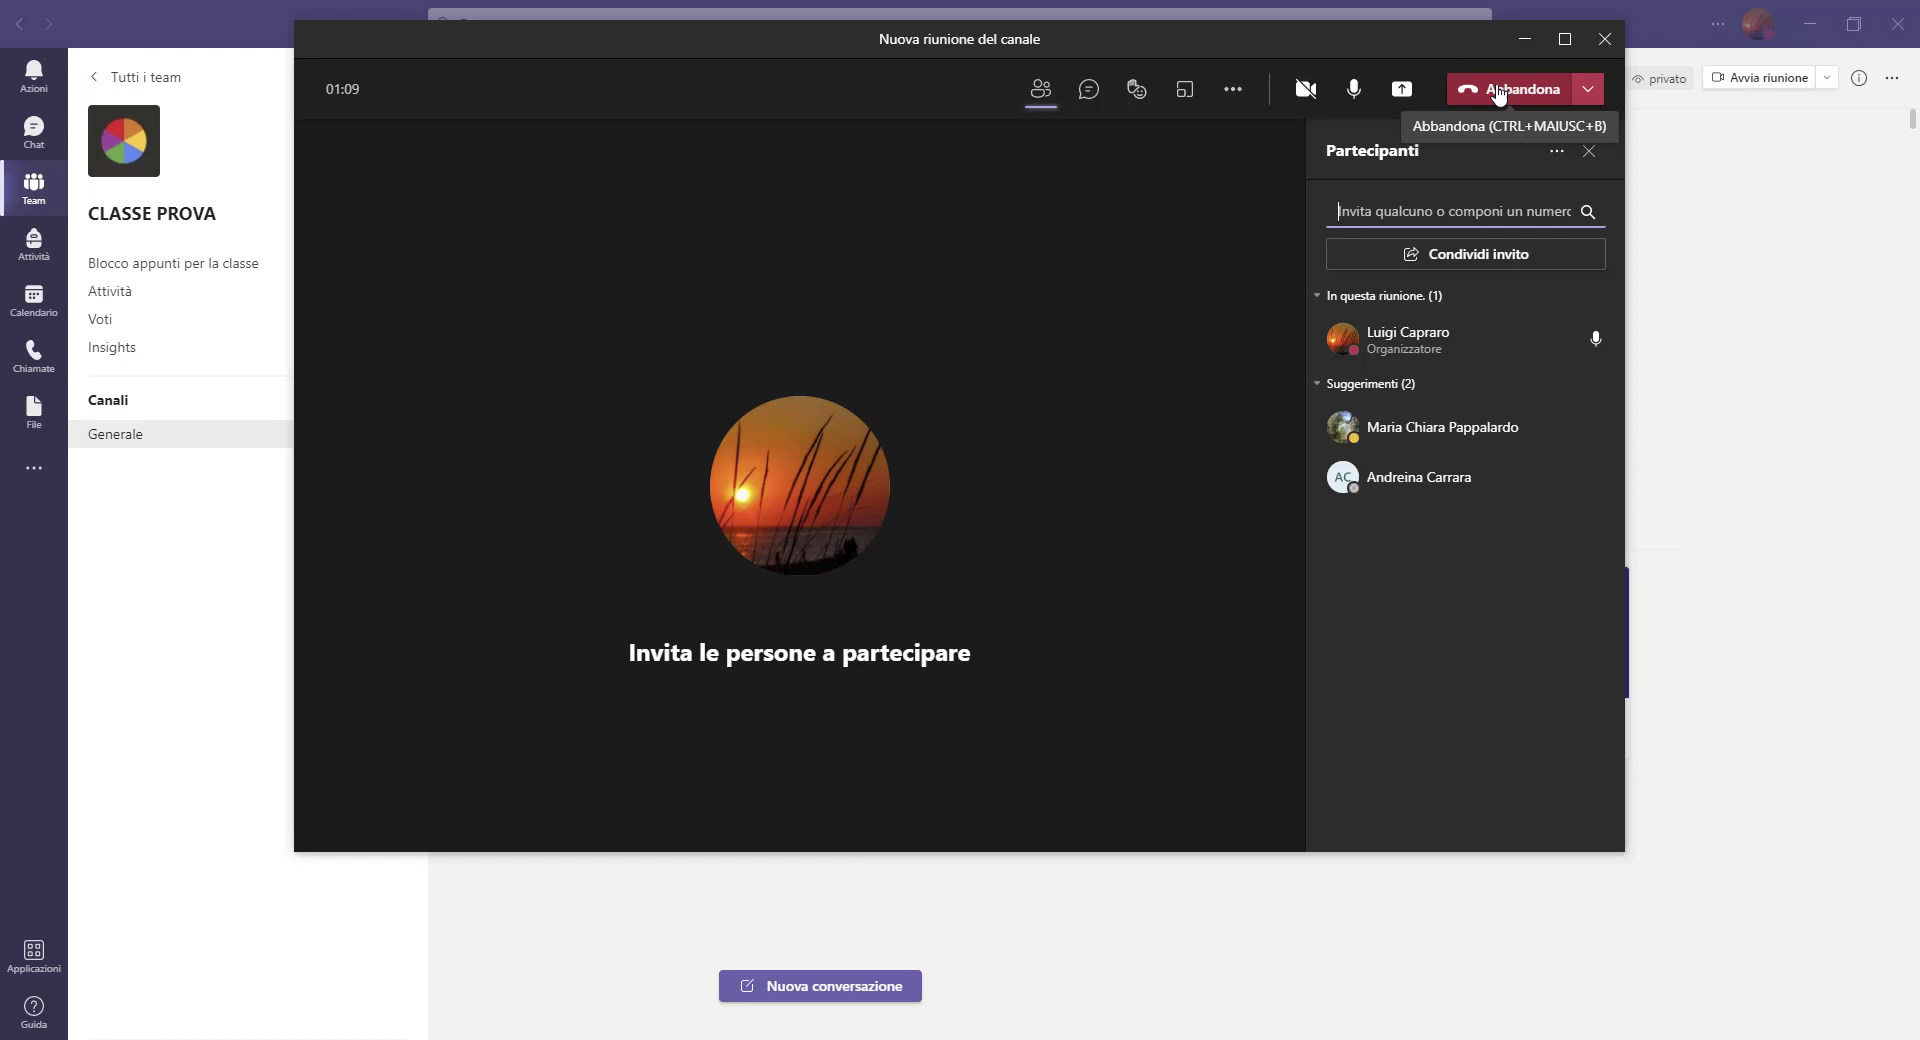 Nuova riunione del canale
01:09
Abbandona
Abbandona (CTRL+MAIUSC+B)
Partecipanti
Invita qualcuno o componi un numero
Condividi invito
In questa riunione. (1)
Luigi Capraro
Organizzatore
Suggerimenti (2)
Maria Chiara Pappalardo
AC
Andreina Carrara
Invita le persone a partecipare
Azioni
Chat
Team
Attività
Calendario
Chiamate
File
Applicazioni
Guida
Tutti i team
CLASSE PROVA
Blocco appunti per la classe
Attività
Voti
Insights
Canali
Generale
privato
Avvia riunione
Nuova conversazione